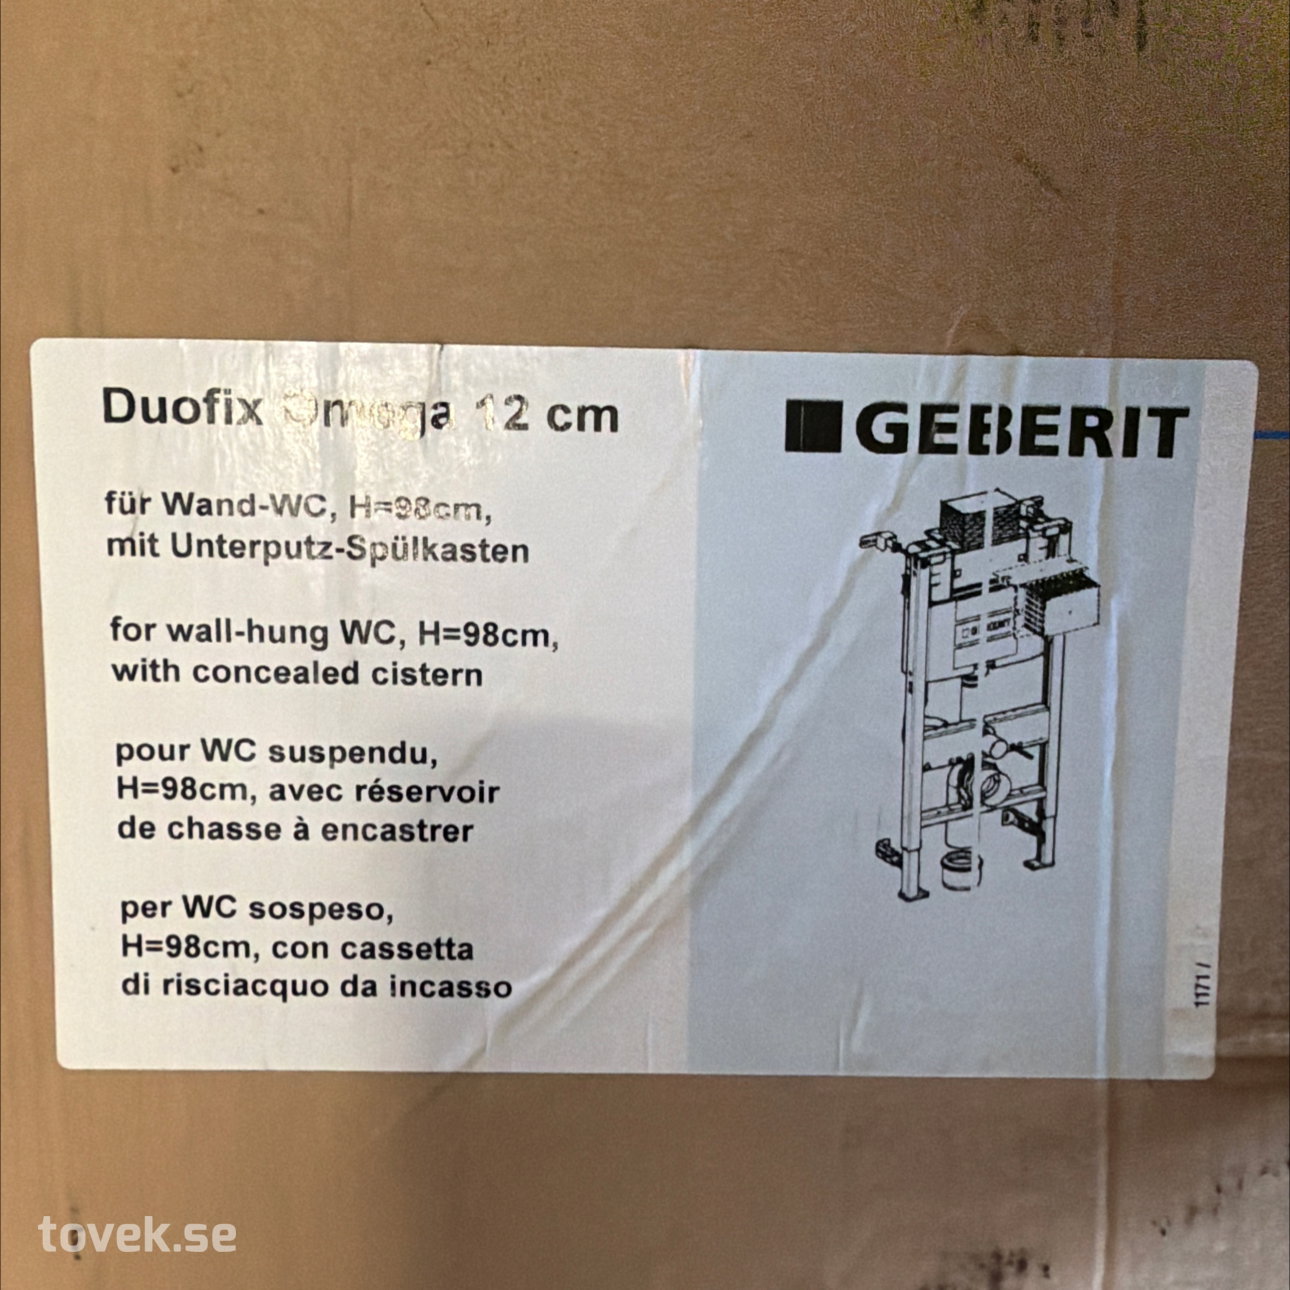 Duofix Omega 12 cm
GEBERIT
für Wand-WC, H=98cm,
mit Unterputz-Spülkasten
for wall-hung WC, H=98cm,
with concealed cistern
pour WC suspendu,
H=98cm, avec réservoir
de chasse à encastrer
per WC sospeso,
H=98cm, con cassetta
di risciacquo da incasso
1171 /
tovek.se